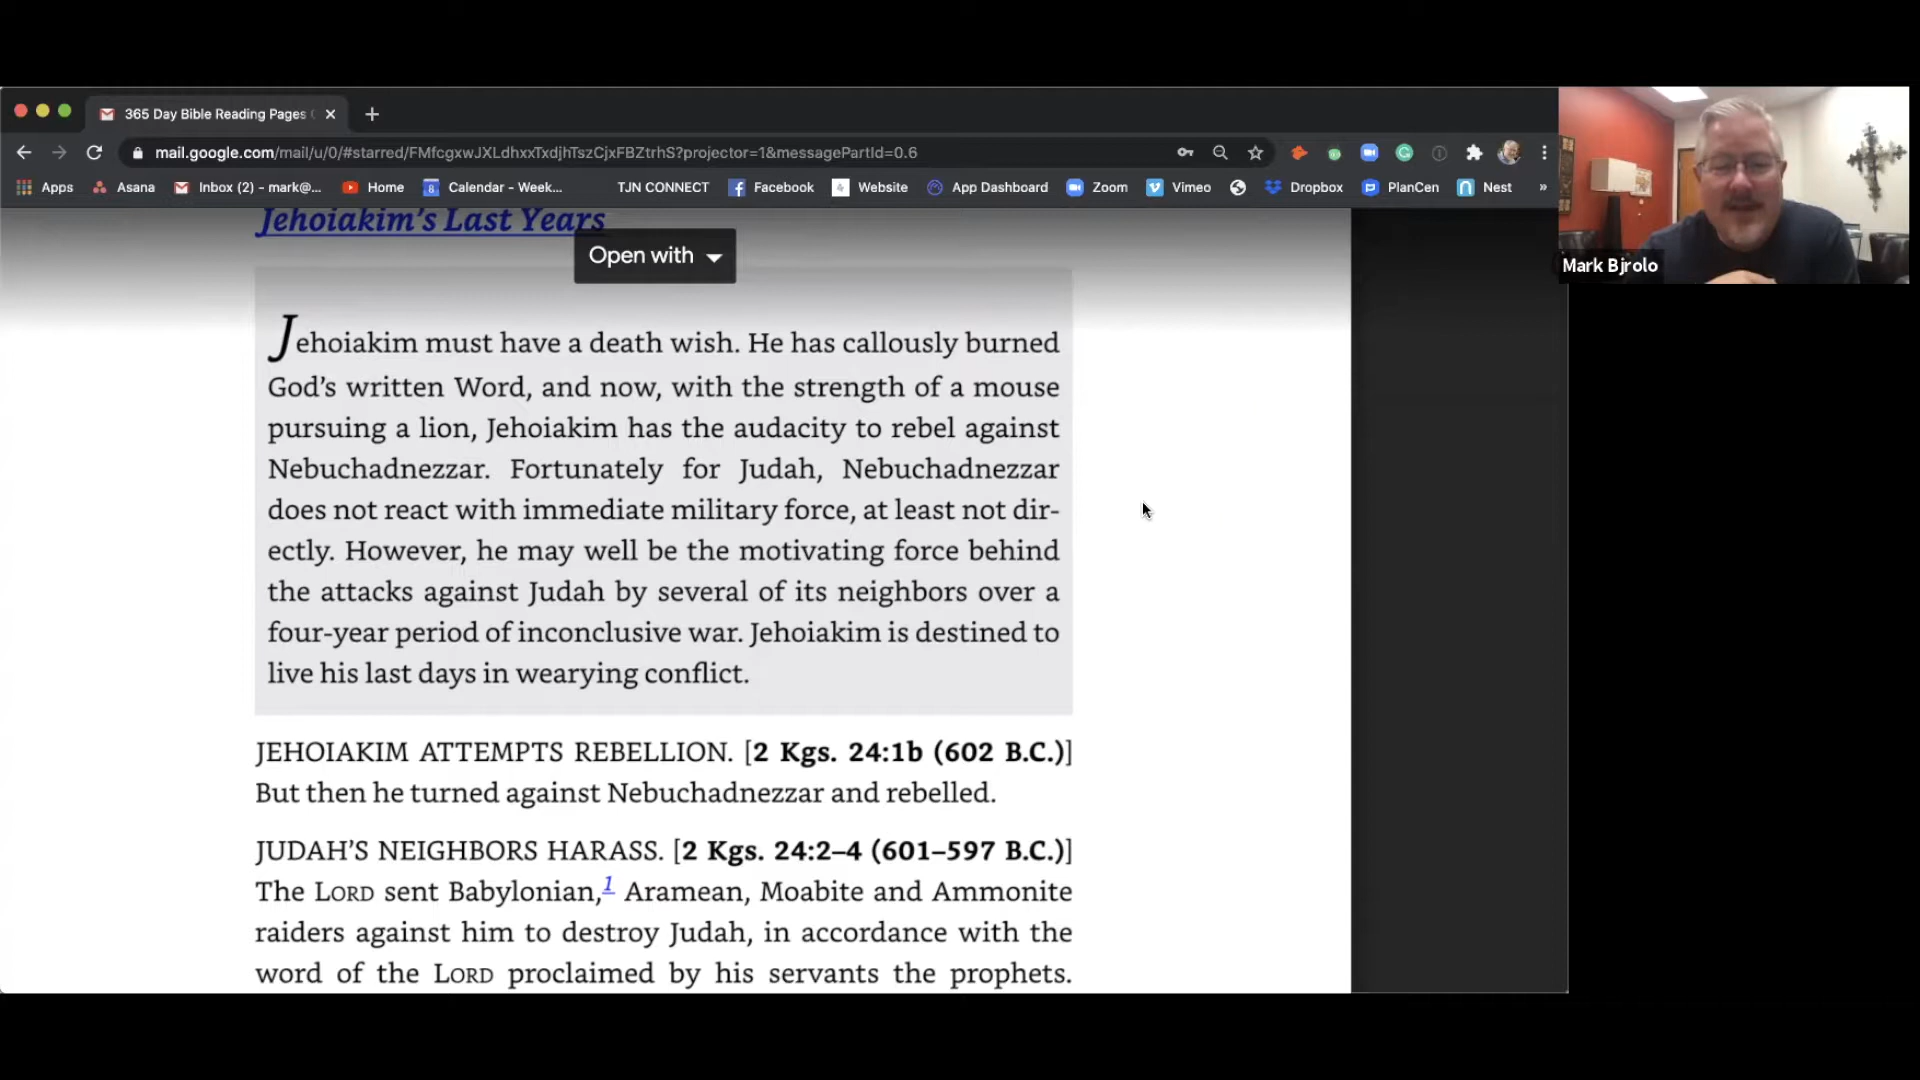 365 Day Bible Reading Pages
mail.google.com/mail/u/0/#starred/FMfcgxwJXLdhxxTxdjhTszCjxFBZtrhS?projector=1&messagePartId=0.6
Apps Asana Inbox (2) - mark@... Home Calendar - Week... TJN CONNECT Facebook Website App Dashboard Zoom Vimeo Dropbox PlanCen Nest »
Mark Bjrolo
Jehoiakim's Last Years
Open with
Jehoiakim must have a death wish. He has callously burned
God's written Word, and now, with the strength of a mouse
pursuing a lion, Jehoiakim has the audacity to rebel against
Nebuchadnezzar. Fortunately for Judah, Nebuchadnezzar
does not react with immediate military force, at least not dir-
ectly. However, he may well be the motivating force behind
the attacks against Judah by several of its neighbors over a
four-year period of inconclusive war. Jehoiakim is destined to
live his last days in wearying conflict.
JEHOIAKIM ATTEMPTS REBELLION. [2 Kgs. 24:1b (602 B.C.)]
But then he turned against Nebuchadnezzar and rebelled.
JUDAH'S NEIGHBORS HARASS. [2 Kgs. 24:2–4 (601–597 B.C.)]
The LORD sent Babylonian,1 Aramean, Moabite and Ammonite
raiders against him to destroy Judah, in accordance with the
word of the LORD proclaimed by his servants the prophets.